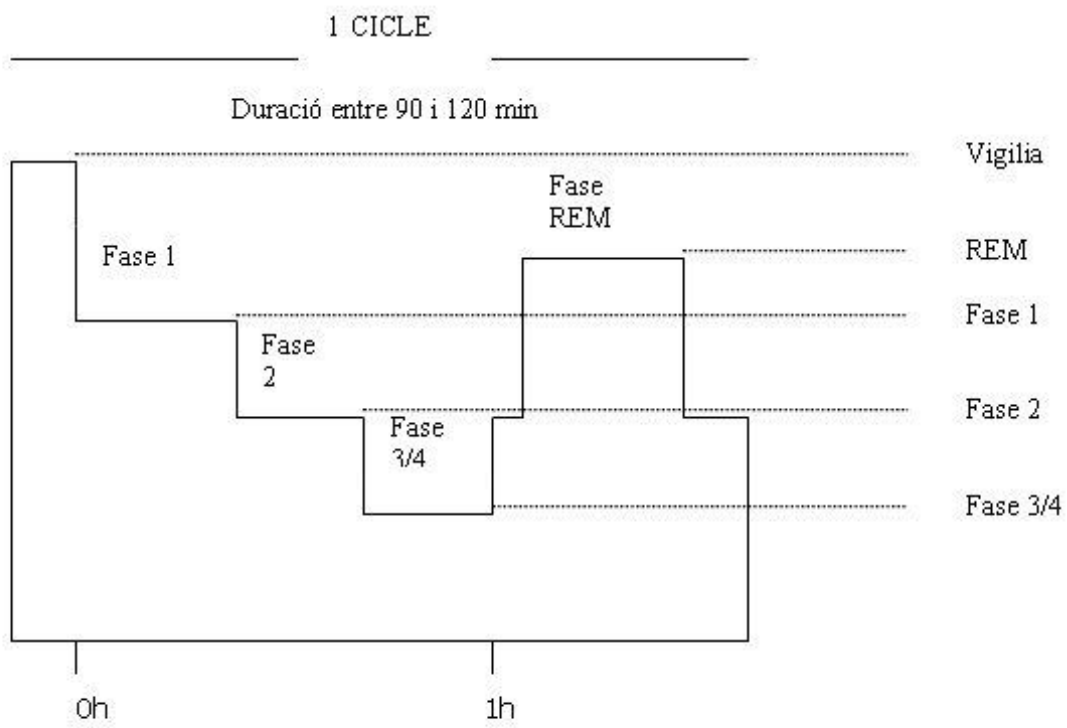 1 CICLE
Duració entre 90 i 120 min
Vigilia
Fase
REM
REM
Fase 1
Fase 1
Fase
2
Fase 2
Fase
3/4
Fase 3/4
0h
1h